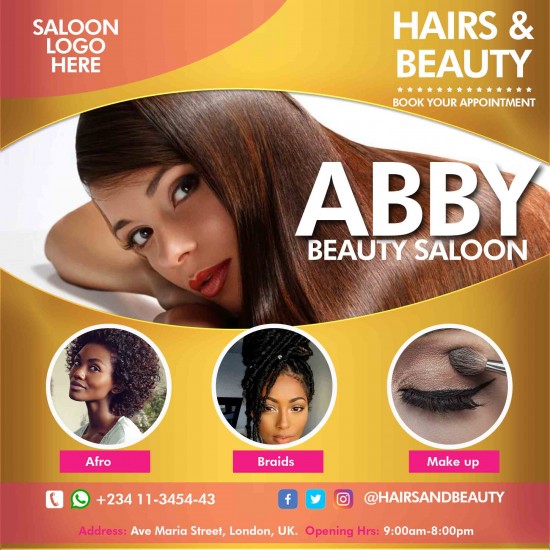 SALOON
LOGO
HERE
HAIRS &
BEAUTY
BOOK YOUR APPOINTMENT
ABBY
BEAUTY SALOON
Afro
Braids
Make up
+234 11-3454-43
@HAIRSANDBEAUTY
Address: Ave Maria Street, London, UK. Opening Hrs: 9:00am-8:00pm